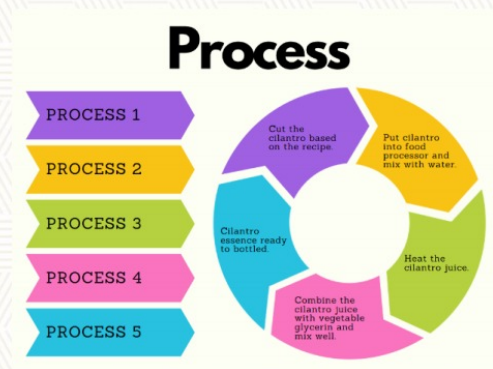 Process
PROCESS 1
PROCESS 2
PROCESS 3
PROCESS 4
PROCESS 5
Cut the
cilantro based
on the recipe.
Put cilantro
into food
processor and
mix with water.
Heat the
cilantro juice.
Combine the
cilantro juice
with vegetable
glycerin and
mix well.
Cilantro
essence ready
to bottled.